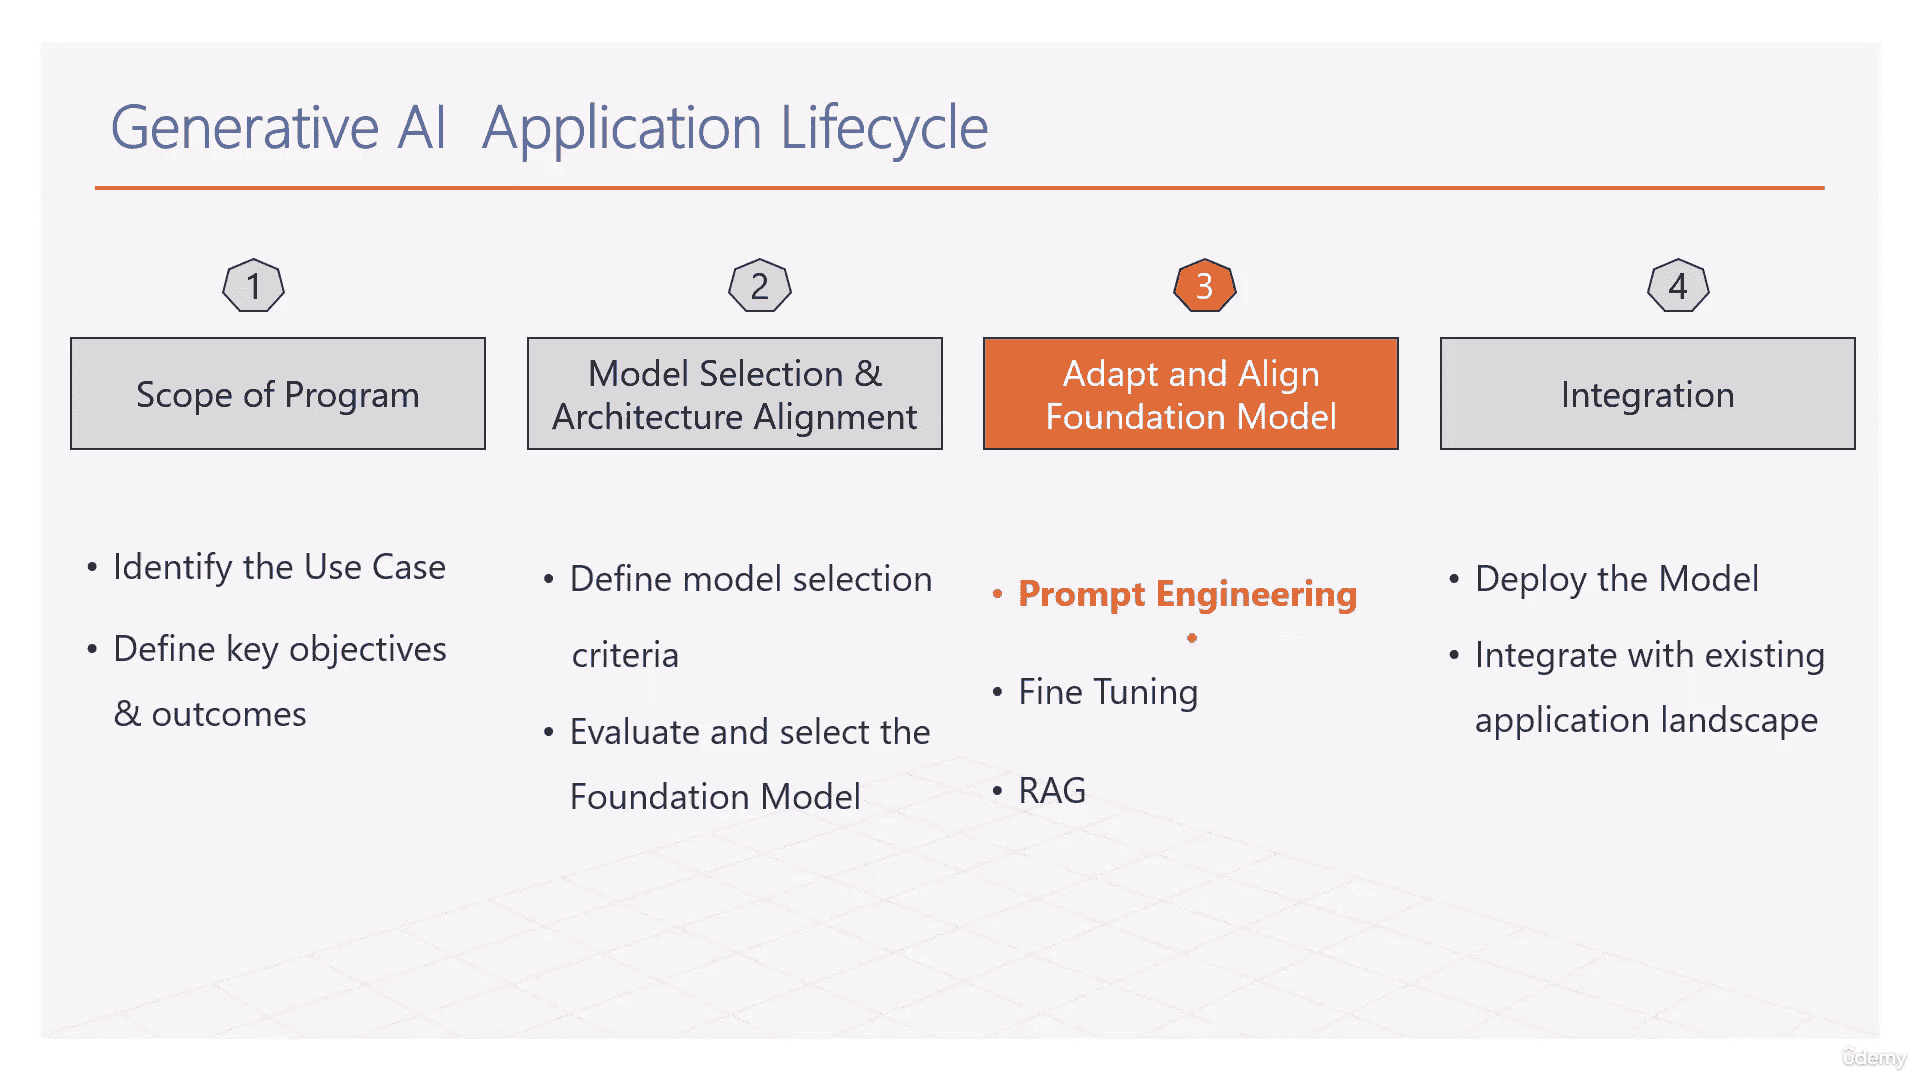 Generative AI  Application Lifecycle
1
Scope of Program
• Identify the Use Case
• Define key objectives
& outcomes
2
Model Selection &
Architecture Alignment
• Define model selection
criteria
• Evaluate and select the
Foundation Model
3
Adapt and Align
Foundation Model
• Prompt Engineering
• Fine Tuning
• RAG
4
Integration
• Deploy the Model
• Integrate with existing
application landscape
ûdemy